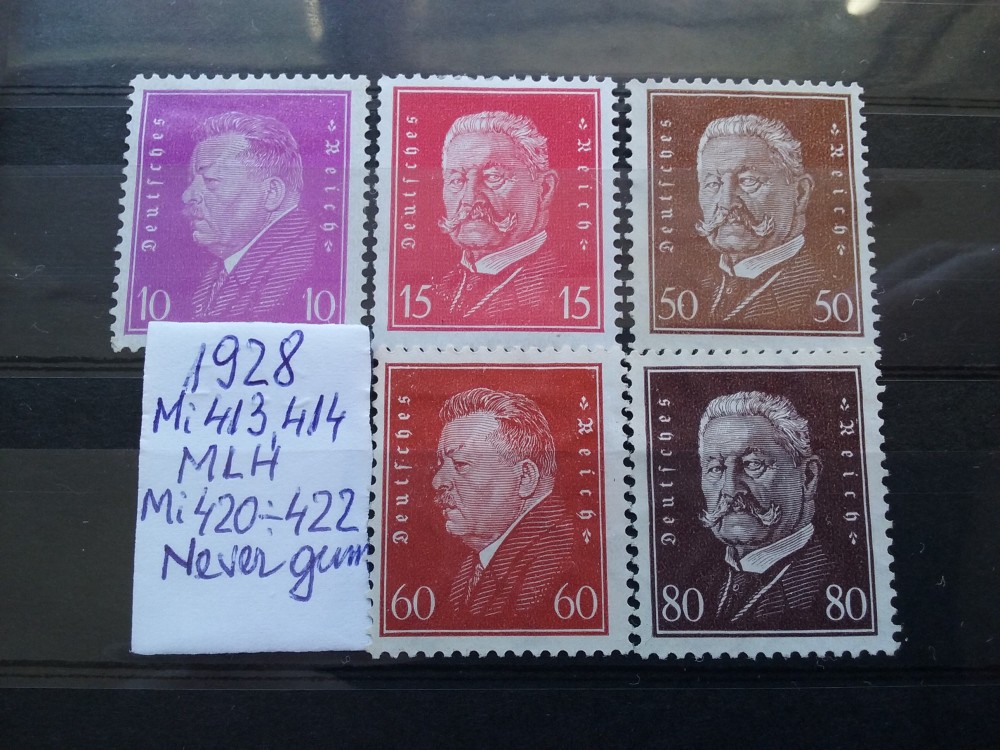 Deutsches Reich
10 10
Deutsches Reich
15 15
Deutsches Reich
50 50
1928
Mi 413, 414
MLH
Mi 420÷422
Never gum
Deutsches Reich
60 60
Deutsches Reich
80 80